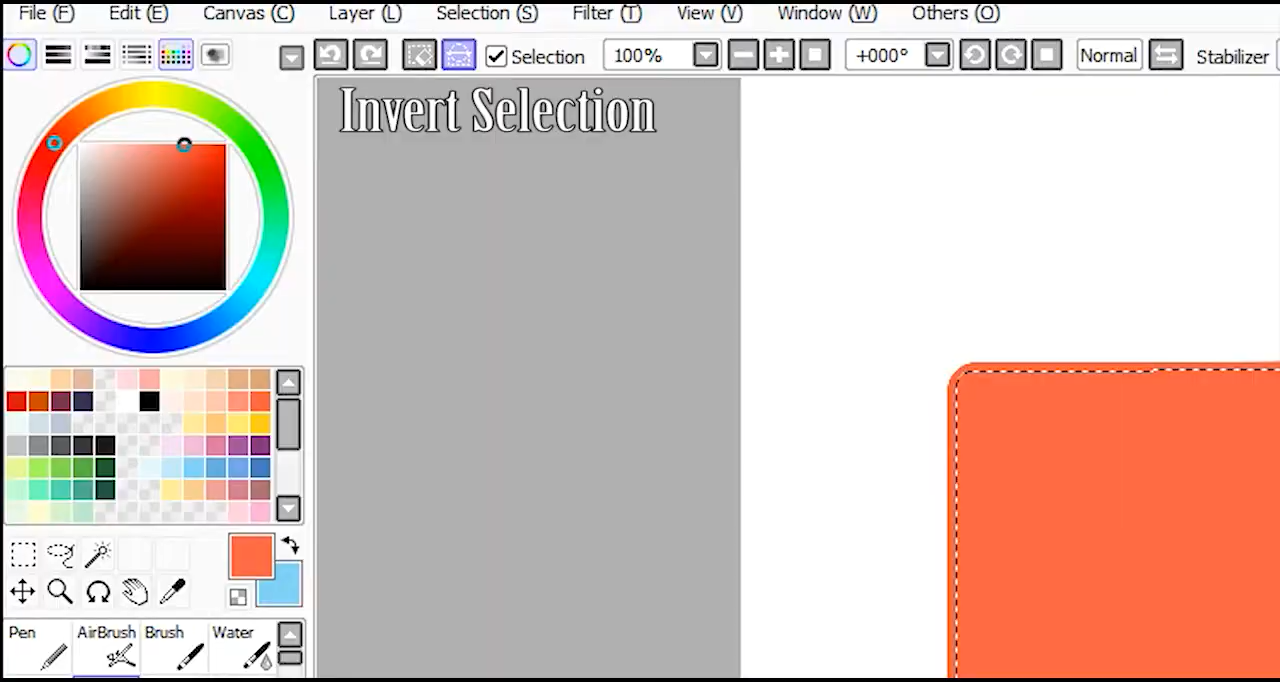 File (F) Edit (E) Canvas (C) Layer (L) Selection (S) Filter (T) View (V) Window (W) Others (O)
Selection 100% +000° Normal Stabilizer
Invert Selection
Pen AirBrush Brush Water